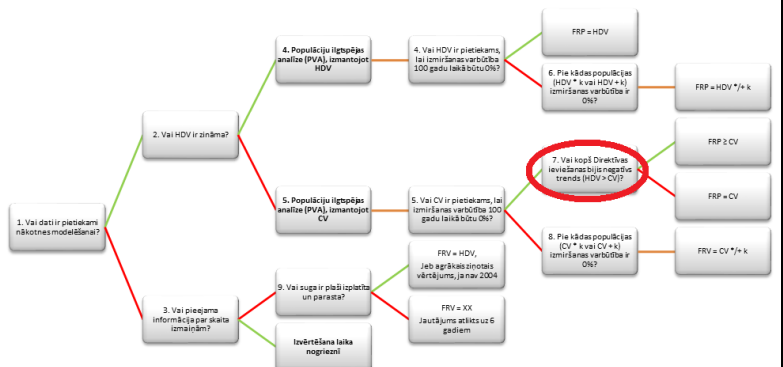 1. Vai dati ir pietiekami
nākotnes modelēšanai?
2. Vai HDV ir zināma?
3. Vai pieejama
informācija par skaita
izmaiņām?
4. Populāciju ilgtspējas
analīze (PVA), izmantojot
HDV
4. Vai HDV ir pietiekams,
lai izmiršanas varbūtība
100 gadu laikā būtu 0%?
FRP = HDV
6. Pie kādas populācijas
(HDV * k vai HDV + k)
izmiršanas varbūtība ir
0%?
FRP = HDV */+ k
5. Populāciju ilgtspējas
analīze (PVA), izmantojot
CV
5. Vai CV ir pietiekams, lai
izmiršanas varbūtība 100
gadu laikā būtu 0%?
7. Vai kopš Direktīvas
ieviešanas bijis negatīvs
trends (HDV > CV)?
FRP ≥ CV
FRP = CV
8. Pie kādas populācijas
(CV * k vai CV + k)
izmiršanas varbūtība ir
0%?
FRV = CV */+ k
9. Vai suga ir plaši izplatīta
un parasta?
FRV = HDV,
Jeb agrākais ziņotais
vērtējums, ja nav 2004
FRV = XX
Jautājums atlikts uz 6
gadiem
Izvērtēšana laika
nogrieznī